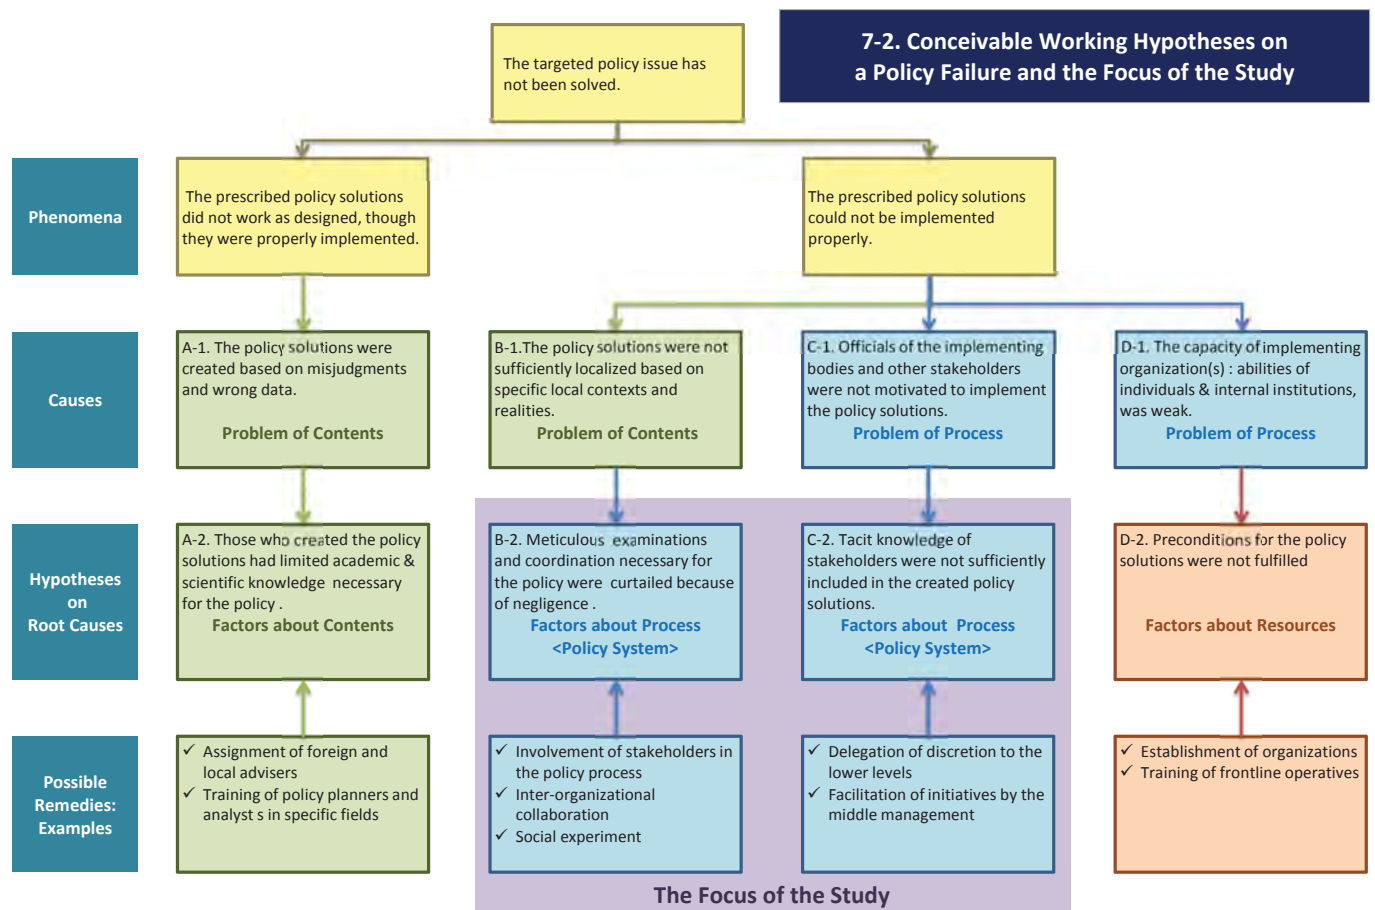 7-2. Conceivable Working Hypotheses on
a Policy Failure and the Focus of the Study
The targeted policy issue has
not been solved.
Phenomena
The prescribed policy solutions
did not work as designed, though
they were properly implemented.
The prescribed policy solutions
could not be implemented
properly.
Causes
A-1. The policy solutions were
created based on misjudgments
and wrong data.
Problem of Contents
B-1.The policy solutions were not
sufficiently localized based on
specific local contexts and
realities.
Problem of Contents
C-1. Officials of the implementing
bodies and other stakeholders
were not motivated to implement
the policy solutions.
Problem of Process
D-1. The capacity of implementing
organization(s) : abilities of
individuals & internal institutions,
was weak.
Problem of Process
Hypotheses
on
Root Causes
A-2. Those who created the policy
solutions had limited academic &
scientific knowledge necessary
for the policy .
Factors about Contents
B-2. Meticulous examinations
and coordination necessary for
the policy were curtailed because
of negligence .
Factors about Process
<Policy System>
C-2. Tacit knowledge of
stakeholders were not sufficiently
included in the created policy
solutions.
Factors about Process
<Policy System>
D-2. Preconditions for the policy
solutions were not fulfilled
Factors about Resources
Possible
Remedies:
Examples
✓ Assignment of foreign and
local advisers
✓ Training of policy planners and
analyst s in specific fields
✓ Involvement of stakeholders in
the policy process
✓ Inter-organizational
collaboration
✓ Social experiment
✓ Delegation of discretion to the
lower levels
✓ Facilitation of initiatives by the
middle management
✓ Establishment of organizations
✓ Training of frontline operatives
The Focus of the Study